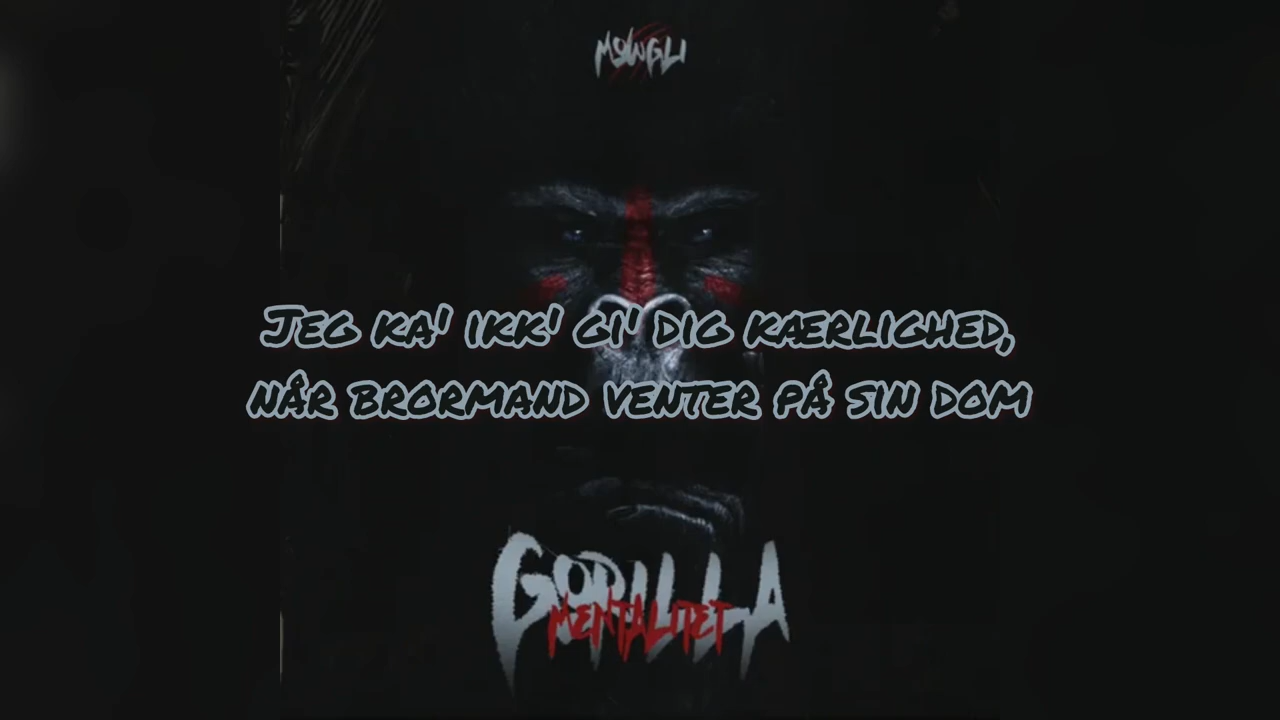 MOWGLI
JEG KA' IKK' GI' DIG KÆRLIGHED,
NÅR BRORMAND VENTER PÅ SIN DOM
GORILLA
MENTALITET